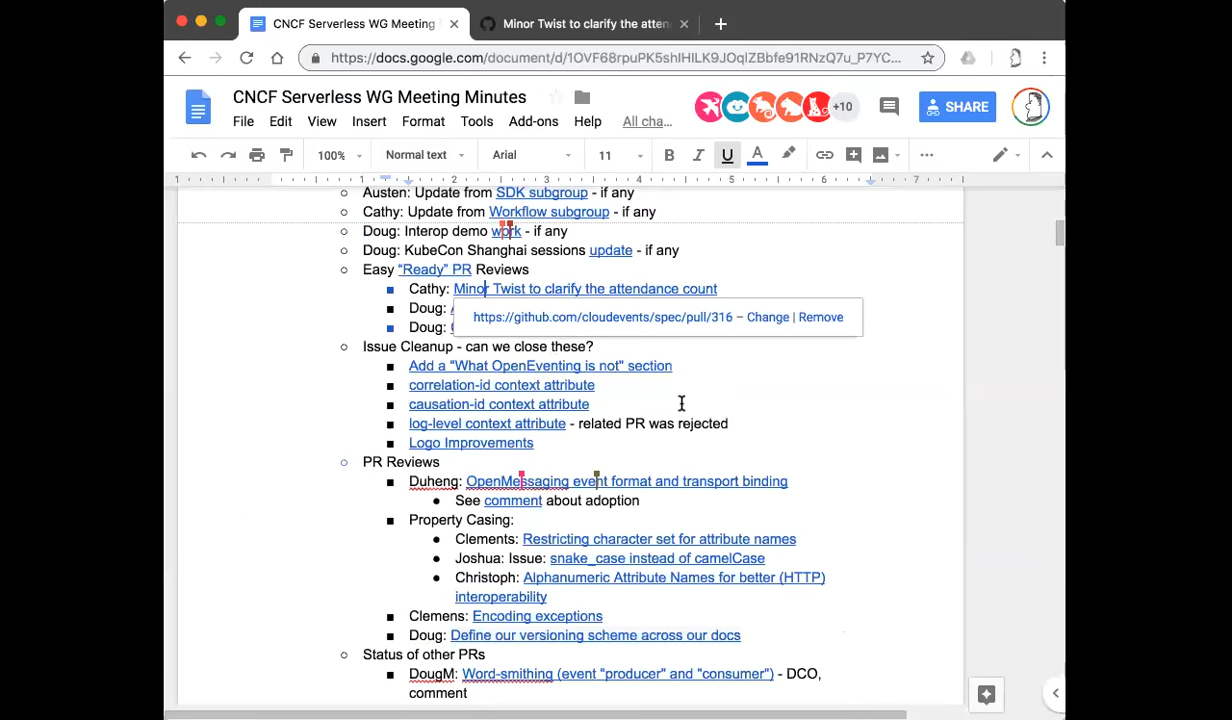 CNCF Serverless WG Meeting
Minor Twist to clarify the atten
https://docs.google.com/document/d/1OVF68rpuPK5shIHILK9JOqIZBbfe91RNzQ7u_P7YC...
CNCF Serverless WG Meeting Minutes
+10
SHARE
File Edit View Insert Format Tools Add-ons Help All cha...
100% Normal text Arial 11 B I U A
1 1 2 3 4 5 6 7
Austen: Update from SDK subgroup - if any
Cathy: Update from Workflow subgroup - if any
Doug: Interop demo work - if any
Doug: KubeCon Shanghai sessions update - if any
Easy “Ready” PR Reviews
Cathy: Minor Twist to clarify the attendance count
Doug:
https://github.com/cloudevents/spec/pull/316 – Change | Remove
Doug:
Issue Cleanup - can we close these?
Add a "What OpenEventing is not" section
correlation-id context attribute
causation-id context attribute
log-level context attribute - related PR was rejected
Logo Improvements
PR Reviews
Duheng: OpenMessaging event format and transport binding
See comment about adoption
Property Casing:
Clements: Restricting character set for attribute names
Joshua: Issue: snake_case instead of camelCase
Christoph: Alphanumeric Attribute Names for better (HTTP)
interoperability
Clemens: Encoding exceptions
Doug: Define our versioning scheme across our docs
Status of other PRs
DougM: Word-smithing (event "producer" and "consumer") - DCO,
comment